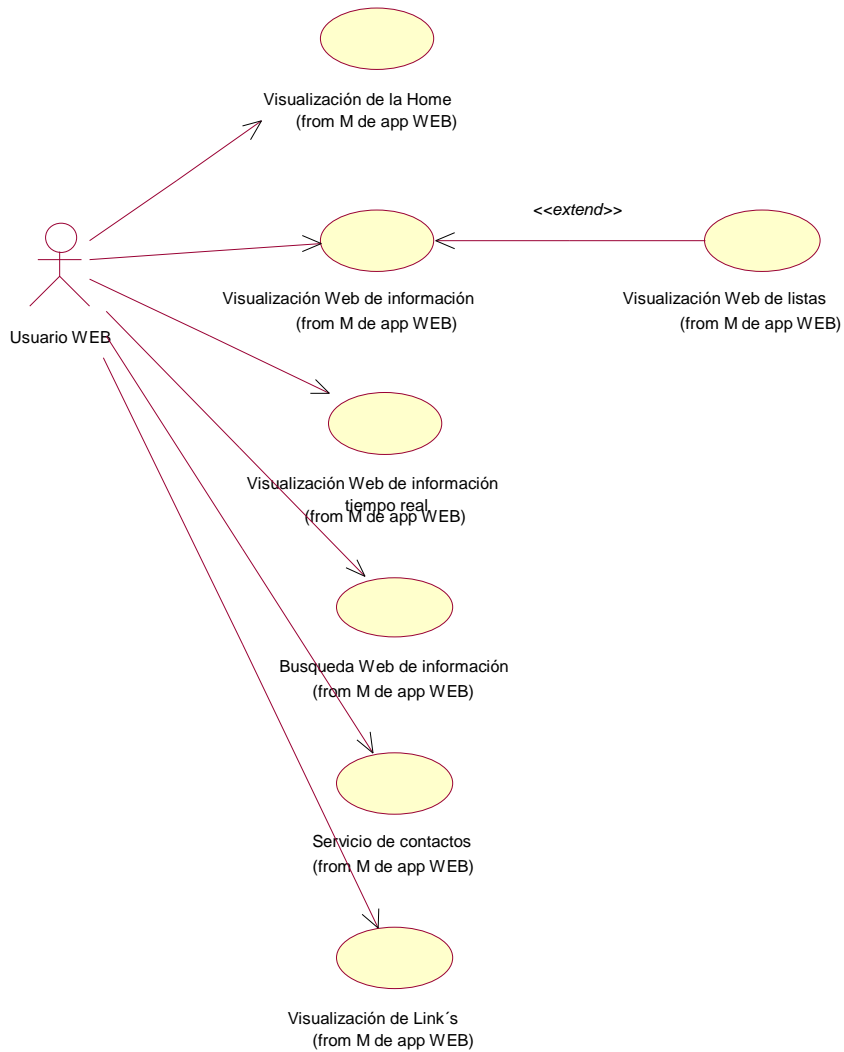 Visualización de la Home
(from M de app WEB)
<<extend>>
Visualización Web de información
(from M de app WEB)
Visualización Web de listas
(from M de app WEB)
Usuario WEB
Visualización Web de información
tiempo real
(from M de app WEB)
Busqueda Web de información
(from M de app WEB)
Servicio de contactos
(from M de app WEB)
Visualización de Link´s
(from M de app WEB)